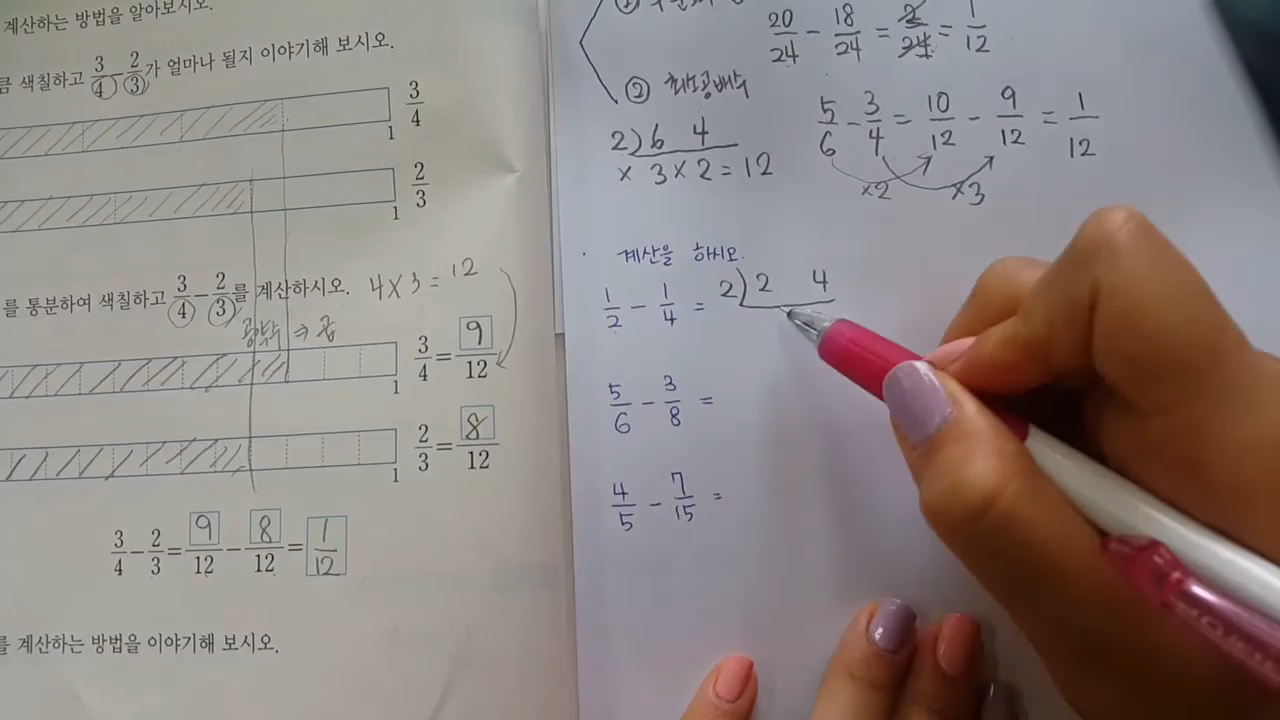 계산하는 방법을 알아보시오.
큼 색칠하고 3/4 - 2/3 가 얼마나 될지 이야기해 보시오.
3/4
1
2/3
1
를 통분하여 색칠하고 3/4 - 2/3 를 계산하시오. 4×3=12
3/4 = 9/12
1
2/3 = 8/12
1
3/4 - 2/3 = 9/12 - 8/12 = 1/12
를 계산하는 방법을 이야기해 보시오.
①
20/24 - 18/24 = 2/24 = 1/12
② 최소공배수
2)6 4
× 3×2=12
5/6 - 3/4 = 10/12 - 9/12 = 1/12
×2 ×3
계산을 하시오.
1/2 - 1/4 = 2)2 4
5/6 - 3/8 =
4/5 - 7/15 =